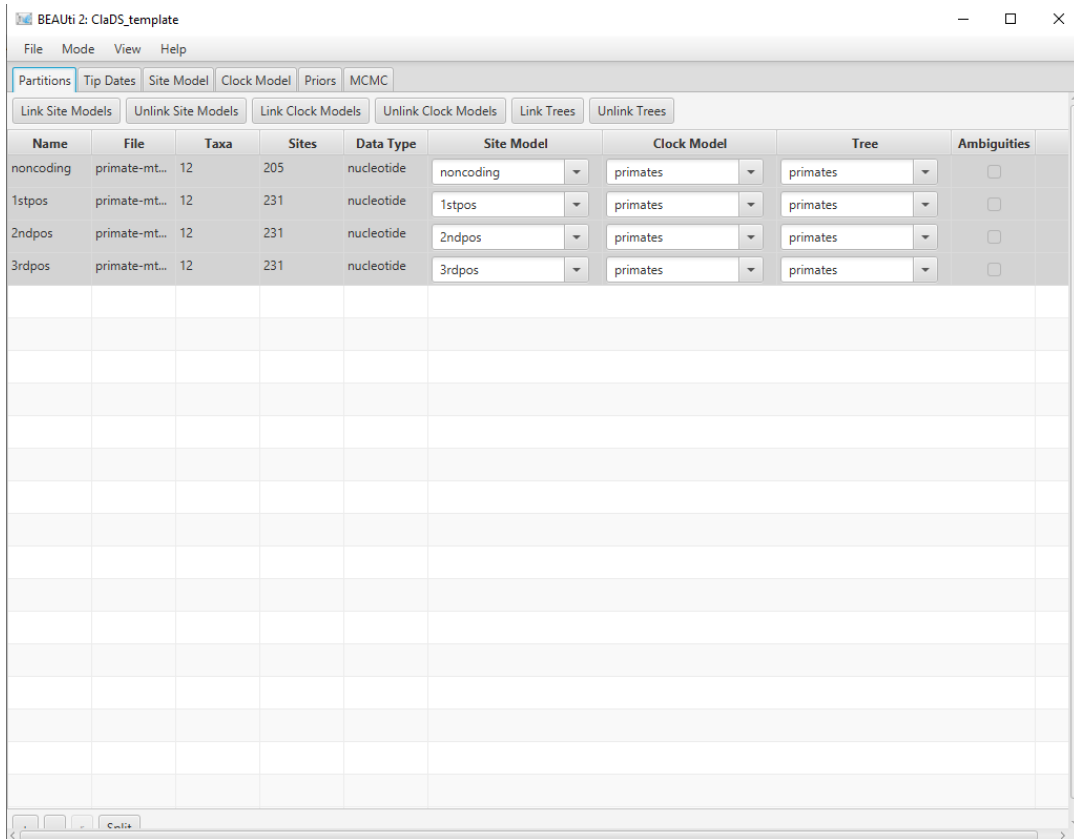 BEAUti 2: ClaDS_template
File Mode View Help
Partitions Tip Dates Site Model Clock Model Priors MCMC
Link Site Models Unlink Site Models Link Clock Models Unlink Clock Models Link Trees Unlink Trees
Name File Taxa Sites Data Type Site Model Clock Model Tree Ambiguities
noncoding primate-mt... 12 205 nucleotide noncoding primates primates
1stpos primate-mt... 12 231 nucleotide 1stpos primates primates
2ndpos primate-mt... 12 231 nucleotide 2ndpos primates primates
3rdpos primate-mt... 12 231 nucleotide 3rdpos primates primates
Split